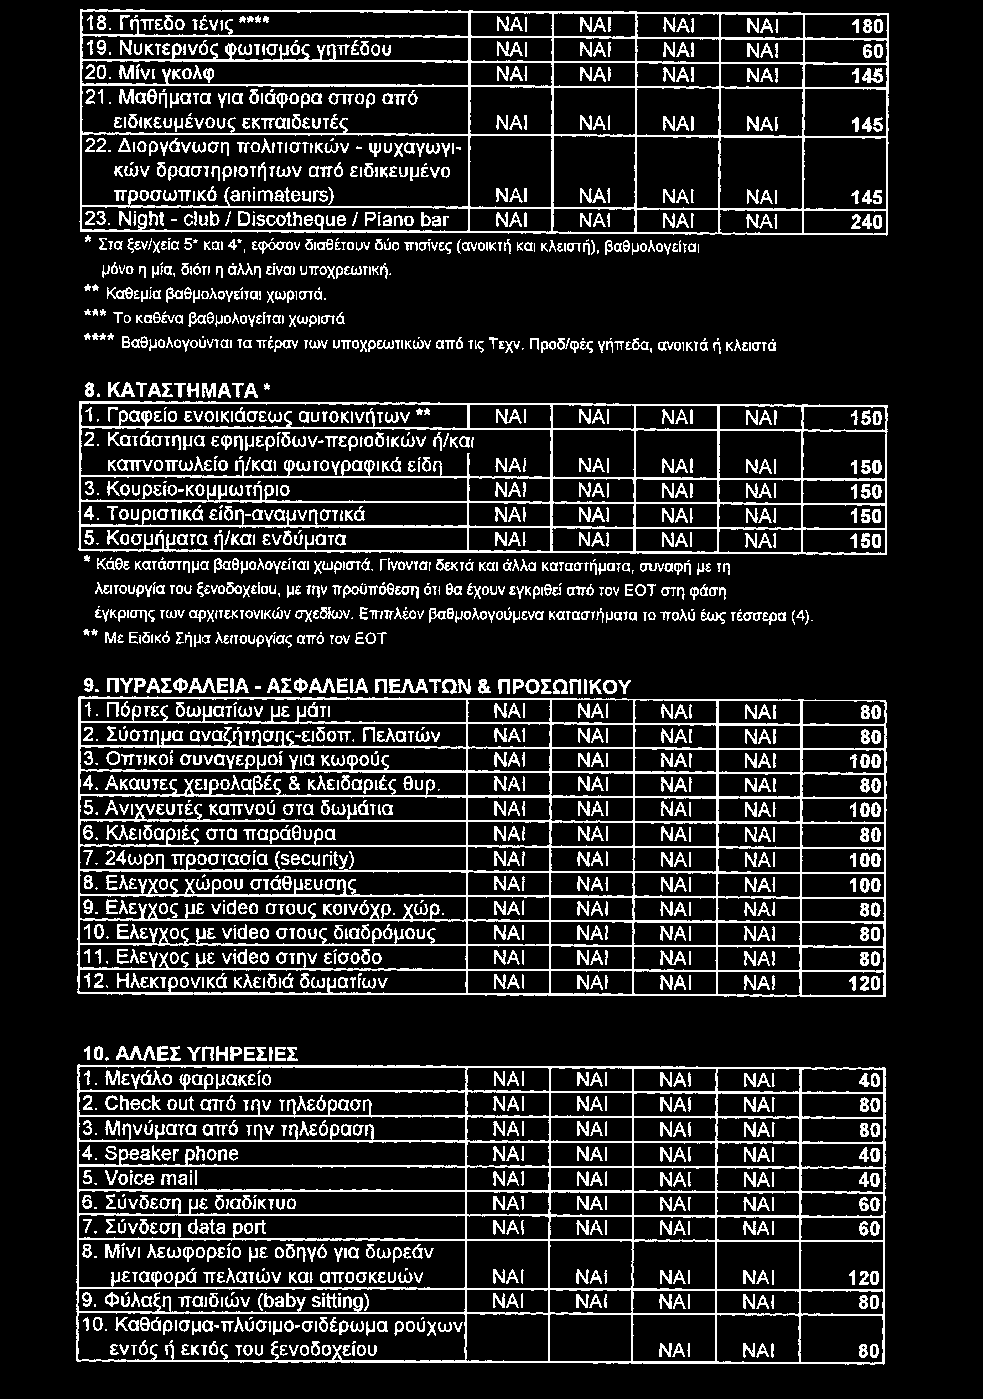 18. Γήπεδο τένις **** ΝΑΙ ΝΑΙ ΝΑΙ ΝΑΙ 180
19. Νυκτερινός φωτισμός γηπέδου ΝΑΙ ΝΑΙ ΝΑΙ ΝΑΙ 60
20. Μίνι γκολφ ΝΑΙ ΝΑΙ ΝΑΙ ΝΑΙ 145
21. Μαθήματα για διάφορα σπορ από
ειδικευμένους εκπαιδευτές ΝΑΙ ΝΑΙ ΝΑΙ ΝΑΙ 145
22. Διοργάνωση πολιτιστικών - ψυχαγωγι-
κών δραστηριοτήτων από ειδικευμένο
προσωπικό (animateurs) ΝΑΙ ΝΑΙ ΝΑΙ ΝΑΙ 145
23. Night - club / Discotheque / Piano bar ΝΑΙ ΝΑΙ ΝΑΙ ΝΑΙ 240
* Στα ξεν/χεία 5* και 4*, εφόσον διαθέτουν δύο πισίνες (ανοικτή και κλειστή), βαθμολογείται
μόνο η μία, διότι η άλλη είναι υποχρεωτική.
** Καθεμία βαθμολογείται χωριστά.
*** Το καθένα βαθμολογείται χωριστά
**** Βαθμολογούνται τα πέραν των υποχρεωτικών από τις Τεχν. Προδ/φές γήπεδα, ανοικτά ή κλειστά
8. ΚΑΤΑΣΤΗΜΑΤΑ *
1. Γραφείο ενοικιάσεως αυτοκινήτων ** ΝΑΙ ΝΑΙ ΝΑΙ ΝΑΙ 150
2. Κατάστημα εφημερίδων-περιοδικών ή/και
καπνοπωλείο ή/και φωτογραφικά είδη ΝΑΙ ΝΑΙ ΝΑΙ ΝΑΙ 150
3. Κουρείο-κομμωτήριο ΝΑΙ ΝΑΙ ΝΑΙ ΝΑΙ 150
4. Τουριστικά είδη-αναμνηστικά ΝΑΙ ΝΑΙ ΝΑΙ ΝΑΙ 150
5. Κοσμήματα ή/και ενδύματα ΝΑΙ ΝΑΙ ΝΑΙ ΝΑΙ 150
* Κάθε κατάστημα βαθμολογείται χωριστά. Γίνονται δεκτά και άλλα καταστήματα, συναφή με τη
λειτουργία του ξενοδοχείου, με την προϋπόθεση ότι θα έχουν εγκριθεί από τον ΕΟΤ στη φάση
έγκρισης των αρχιτεκτονικών σχεδίων. Επιπλέον βαθμολογούμενα καταστήματα το πολύ έως τέσσερα (4).
** Με Ειδικό Σήμα λειτουργίας από τον ΕΟΤ
9. ΠΥΡΑΣΦΑΛΕΙΑ - ΑΣΦΑΛΕΙΑ ΠΕΛΑΤΩΝ & ΠΡΟΣΩΠΙΚΟΥ
1. Πόρτες δωματίων με μάτι ΝΑΙ ΝΑΙ ΝΑΙ ΝΑΙ 80
2. Σύστημα αναζήτησης-ειδοπ. Πελατών ΝΑΙ ΝΑΙ ΝΑΙ ΝΑΙ 80
3. Οπτικοί συναγερμοί για κωφούς ΝΑΙ ΝΑΙ ΝΑΙ ΝΑΙ 100
4. Ακαυτες χειρολαβές & κλειδαριές θυρ. ΝΑΙ ΝΑΙ ΝΑΙ ΝΑΙ 80
5. Ανιχνευτές καπνού στα δωμάτια ΝΑΙ ΝΑΙ ΝΑΙ ΝΑΙ 100
6. Κλειδαριές στα παράθυρα ΝΑΙ ΝΑΙ ΝΑΙ ΝΑΙ 80
7. 24ωρη προστασία (security) ΝΑΙ ΝΑΙ ΝΑΙ ΝΑΙ 100
8. Ελεγχος χώρου στάθμευσης ΝΑΙ ΝΑΙ ΝΑΙ ΝΑΙ 100
9. Ελεγχος με video στους κοινόχρ. χώρ. ΝΑΙ ΝΑΙ ΝΑΙ ΝΑΙ 80
10. Ελεγχος με video στους διαδρόμους ΝΑΙ ΝΑΙ ΝΑΙ ΝΑΙ 80
11. Ελεγχος με video στην είσοδο ΝΑΙ ΝΑΙ ΝΑΙ ΝΑΙ 80
12. Ηλεκτρονικά κλειδιά δωματίων ΝΑΙ ΝΑΙ ΝΑΙ ΝΑΙ 120
10. ΑΛΛΕΣ ΥΠΗΡΕΣΙΕΣ
1. Μεγάλο φαρμακείο ΝΑΙ ΝΑΙ ΝΑΙ ΝΑΙ 40
2. Check out από την τηλεόραση ΝΑΙ ΝΑΙ ΝΑΙ ΝΑΙ 80
3. Μηνύματα από την τηλεόραση ΝΑΙ ΝΑΙ ΝΑΙ ΝΑΙ 80
4. Speaker phone ΝΑΙ ΝΑΙ ΝΑΙ ΝΑΙ 40
5. Voice mail ΝΑΙ ΝΑΙ ΝΑΙ ΝΑΙ 40
6. Σύνδεση με διαδίκτυο ΝΑΙ ΝΑΙ ΝΑΙ ΝΑΙ 60
7. Σύνδεση data port ΝΑΙ ΝΑΙ ΝΑΙ ΝΑΙ 60
8. Μίνι λεωφορείο με οδηγό για δωρεάν
μεταφορά πελατών και αποσκευών ΝΑΙ ΝΑΙ ΝΑΙ ΝΑΙ 120
9. Φύλαξη παιδιών (baby sitting) ΝΑΙ ΝΑΙ ΝΑΙ ΝΑΙ 80
10. Καθάρισμα-πλύσιμο-σιδέρωμα ρούχων
εντός ή εκτός του ξενοδοχείου ΝΑΙ ΝΑΙ 80